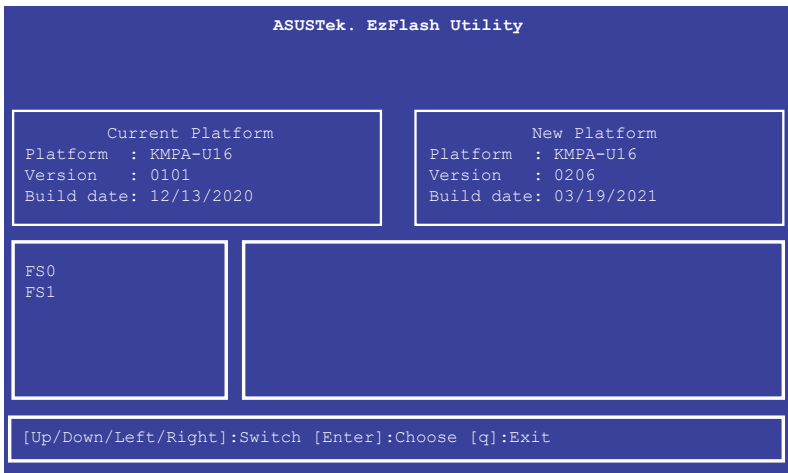 ASUSTek. EzFlash Utility
Current Platform
Platform : KMPA-U16
Version : 0101
Build date: 12/13/2020
New Platform
Platform : KMPA-U16
Version : 0206
Build date: 03/19/2021
FS0
FS1
[Up/Down/Left/Right]:Switch [Enter]:Choose [q]:Exit